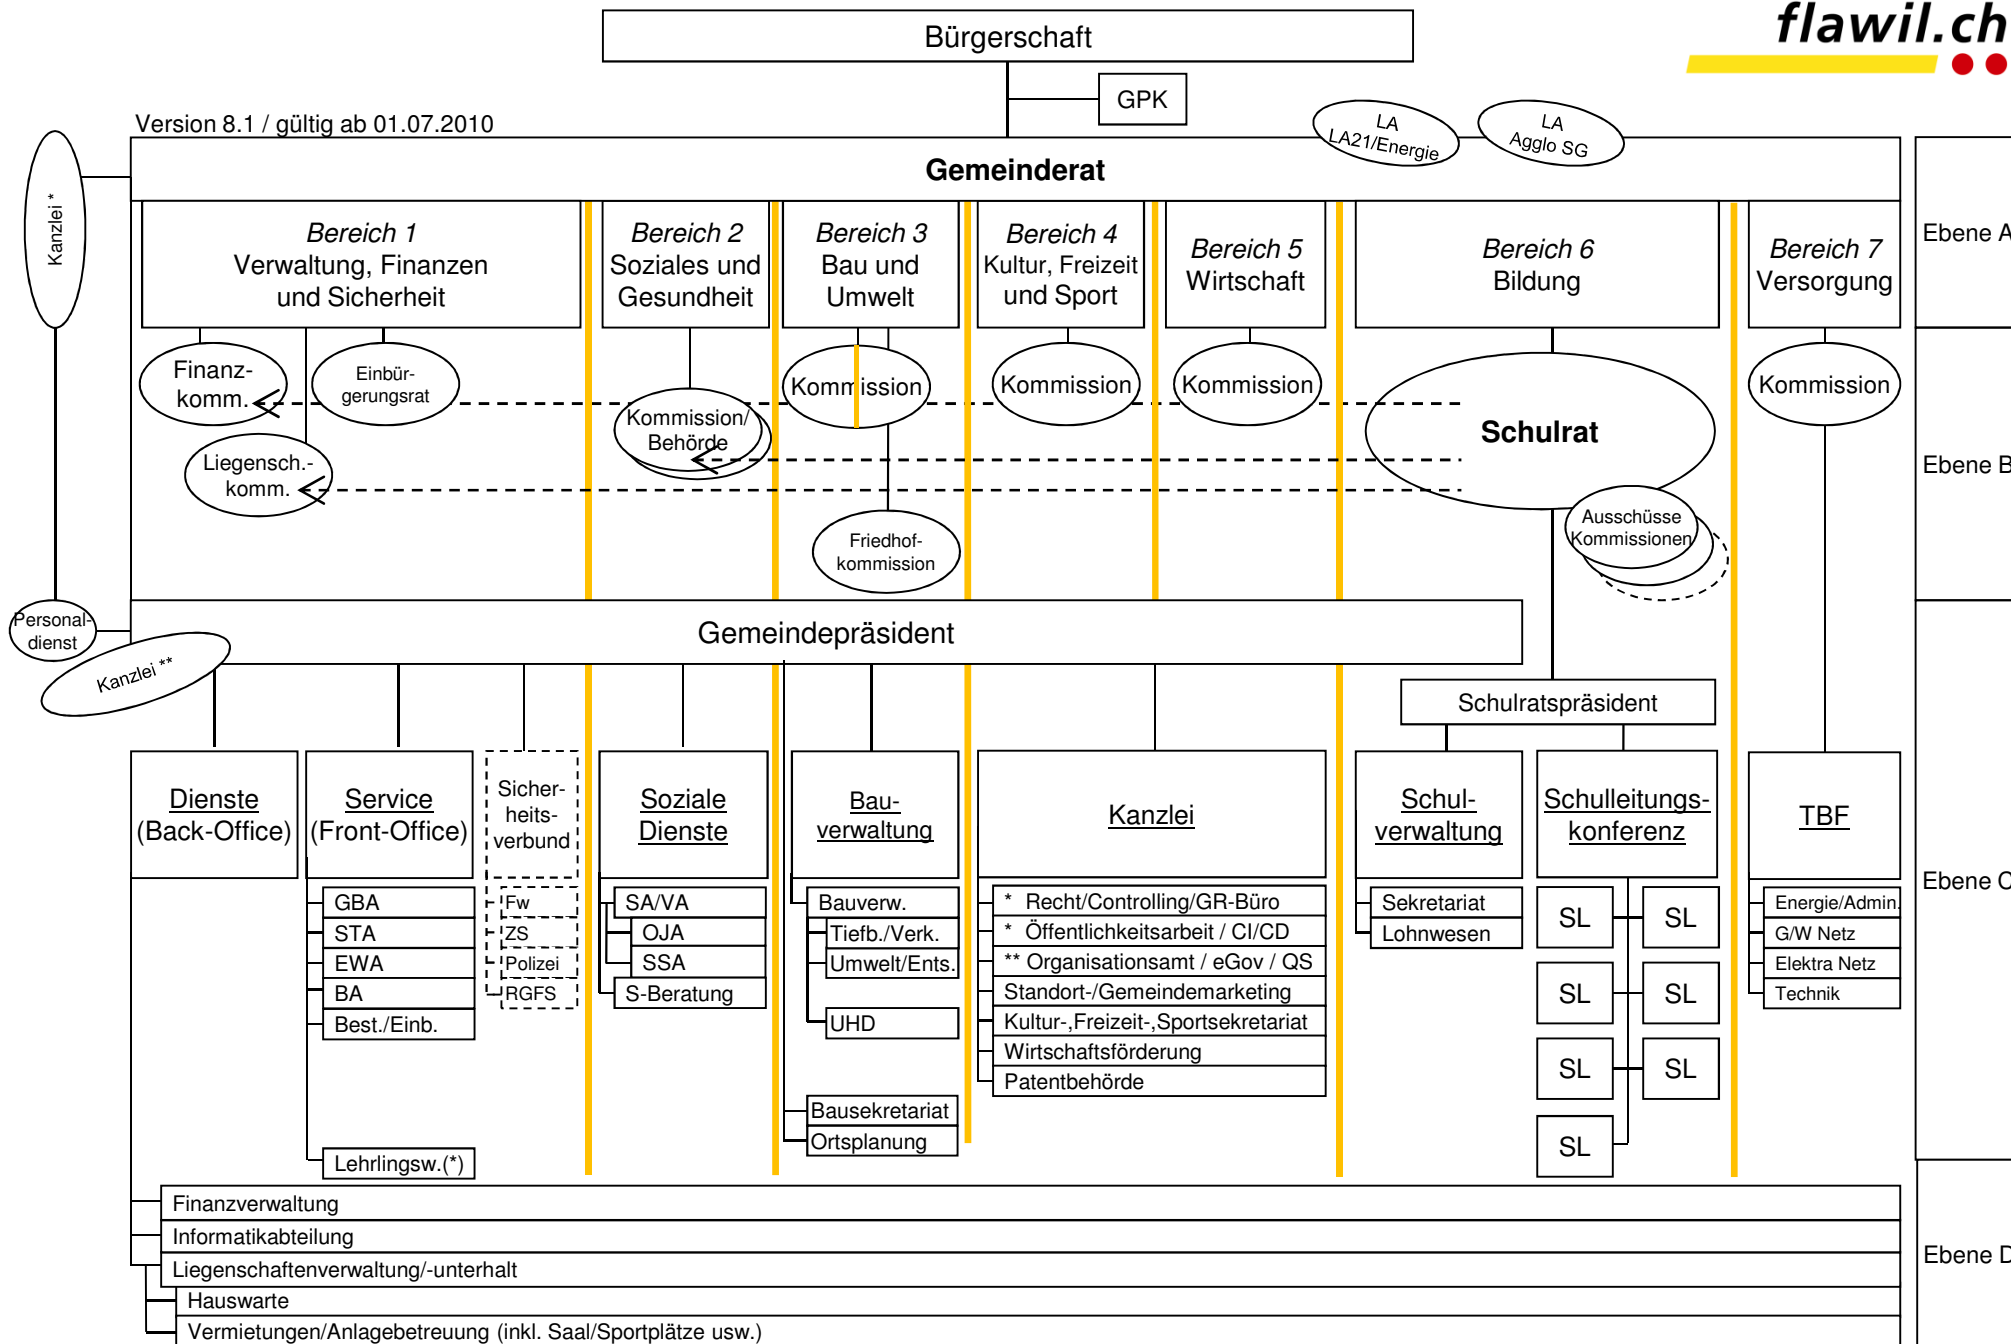 flawil.ch
Bürgerschaft
GPK
Version 8.1 / gültig ab 01.07.2010
LA
LA21/Energie
LA
Agglo SG
Gemeinderat
Kanzlei *
Bereich 1
Verwaltung, Finanzen
und Sicherheit
Bereich 2
Soziales und
Gesundheit
Bereich 3
Bau und
Umwelt
Bereich 4
Kultur, Freizeit
und Sport
Bereich 5
Wirtschaft
Bereich 6
Bildung
Bereich 7
Versorgung
Ebene A
Finanz-
komm.
Einbür-
gerungsrat
Liegensch.-
komm.
Kommission/
Behörde
Kommission
Friedhof-
kommission
Kommission
Kommission
Schulrat
Ausschüsse
Kommissionen
Kommission
Ebene B
Personal-
dienst
Kanzlei **
Gemeindepräsident
Schulratspräsident
Dienste
(Back-Office)
Service
(Front-Office)
GBA
STA
EWA
BA
Best./Einb.
Lehrlingsw.(*)
Sicher-
heits-
verbund
Fw
ZS
Polizei
RGFS
Soziale
Dienste
SA/VA
OJA
SSA
S-Beratung
Bau-
verwaltung
Bauverw.
Tiefb./Verk.
Umwelt/Ents.
UHD
Bausekretariat
Ortsplanung
Kanzlei
* Recht/Controlling/GR-Büro
* Öffentlichkeitsarbeit / CI/CD
** Organisationsamt / eGov / QS
Standort-/Gemeindemarketing
Kultur-,Freizeit-,Sportsekretariat
Wirtschaftsförderung
Patentbehörde
Schul-
verwaltung
Sekretariat
Lohnwesen
Schulleitungs-
konferenz
SL SL
SL SL
SL SL
SL
TBF
Energie/Admin.
G/W Netz
Elektra Netz
Technik
Ebene C
Finanzverwaltung
Informatikabteilung
Liegenschaftenverwaltung/-unterhalt
Hauswarte
Vermietungen/Anlagebetreuung (inkl. Saal/Sportplätze usw.)
Ebene D